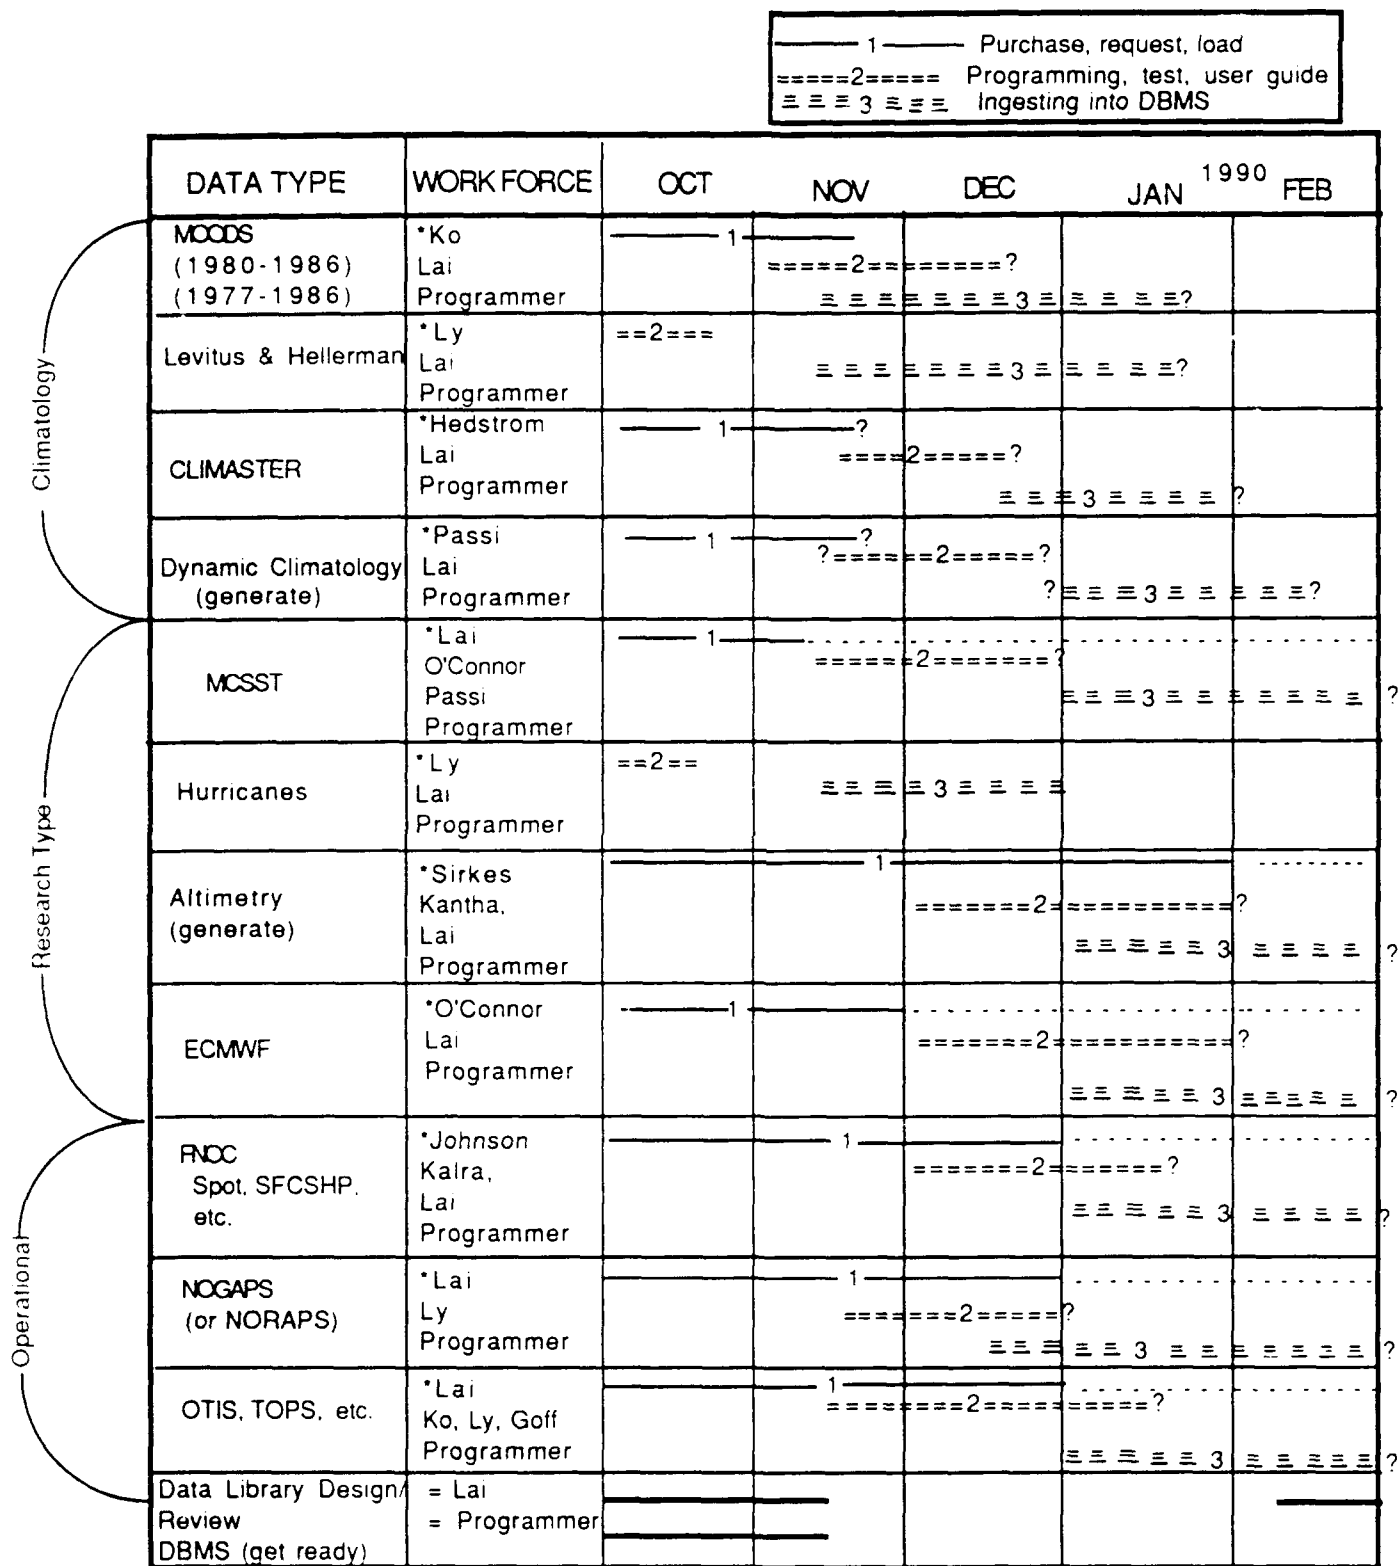 1 Purchase, request, load
=====2===== Programming, test, user guide
3 Ingesting into DBMS
DATA TYPE WORK FORCE OCT NOV DEC JAN 1990 FEB
Climatology
MOODS
(1980-1986)
(1977-1986)
*Ko
Lai
Programmer
1
=====2========?
3 ?
Levitus & Hellerman
*Ly
Lai
Programmer
==2===
3 ?
CLIMASTER
*Hedstrom
Lai
Programmer
1 ?
====2=====?
3 ?
Dynamic Climatology
(generate)
*Passi
Lai
Programmer
1 ?
?======2=====?
? 3 ?
Research Type
MCSST
*Lai
O'Connor
Passi
Programmer
1
======2=======?
3 ?
Hurricanes
*Ly
Lai
Programmer
==2==
3
Altimetry
(generate)
*Sirkes
Kantha,
Lai
Programmer
1
=======2===========?
3 ?
ECMWF
*O'Connor
Lai
Programmer
1
=======2===========?
3 ?
Operational
FNOC
Spot, SFCSHP,
etc.
*Johnson
Kalra,
Lai
Programmer
1
=======2=======?
3 ?
NOGAPS
(or NORAPS)
*Lai
Ly
Programmer
1
=======2=====?
3 ?
OTIS, TOPS, etc.
*Lai
Ko, Ly, Goff
Programmer
1
========2==========?
3 ?
Data Library Design/
Review
DBMS (get ready)
= Lai
= Programmer